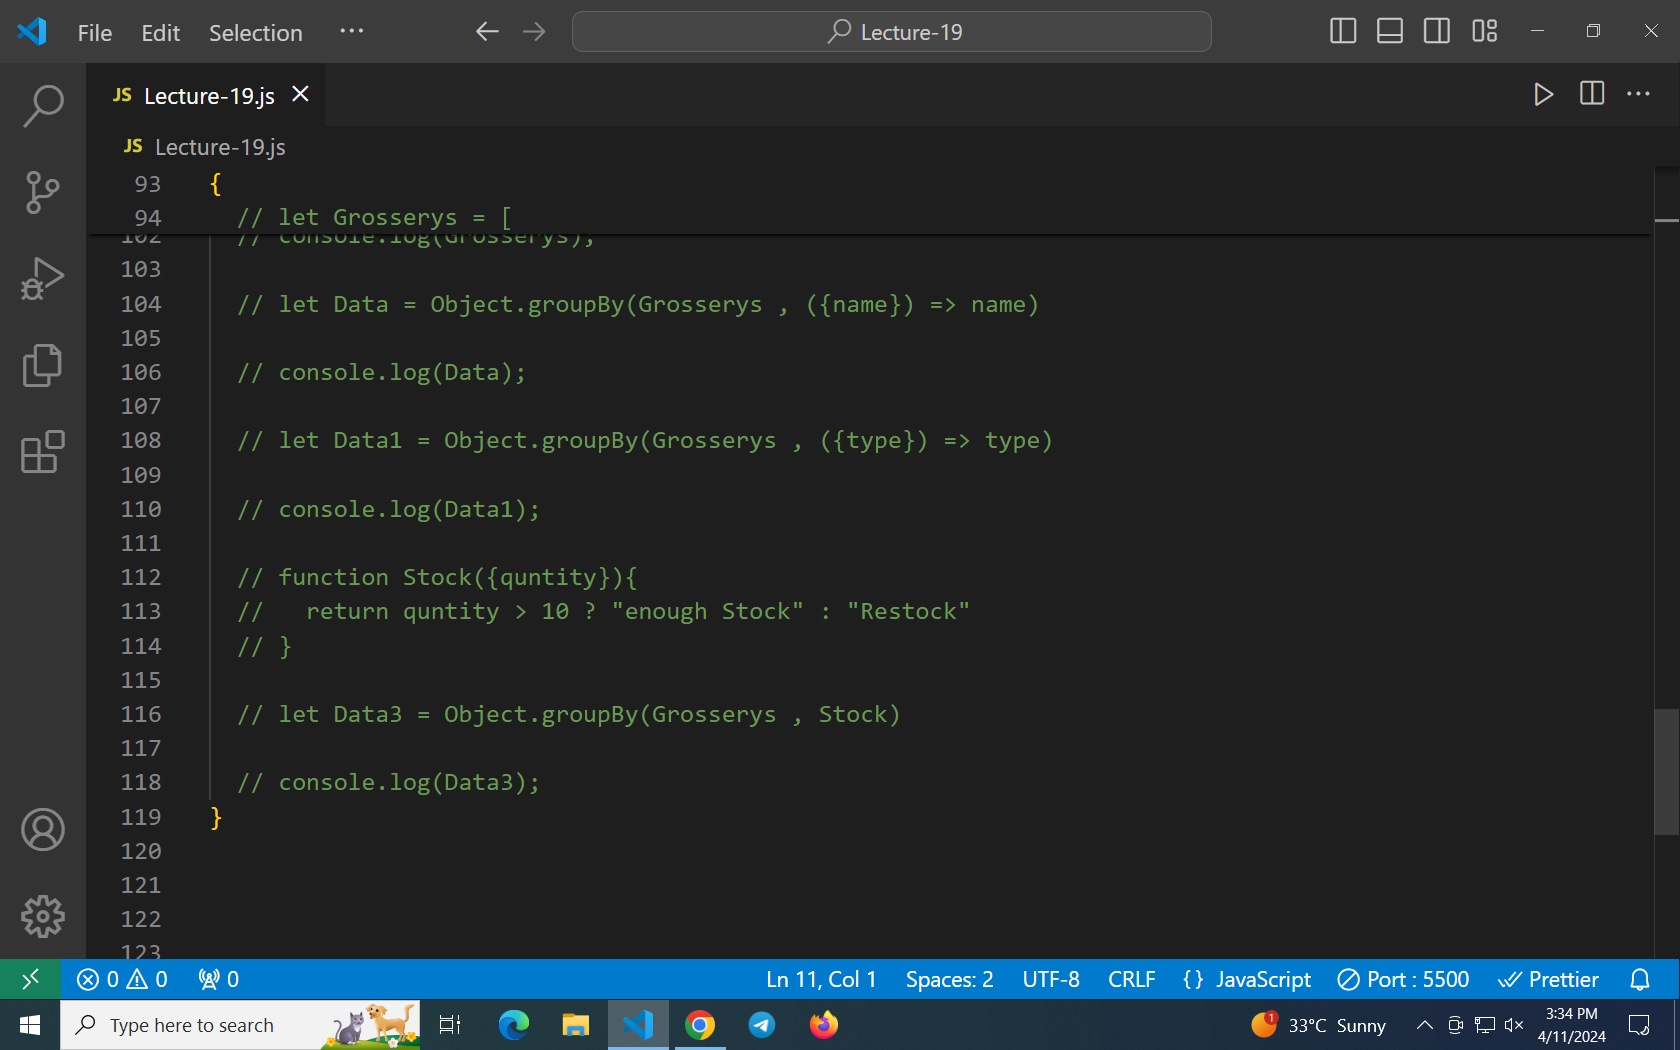 File Edit Selection ··· Lecture-19
JS Lecture-19.js
JS Lecture-19.js
93 {
94 // let Grosserys = [
102 // console.log(Grosserys);
103
104 // let Data = Object.groupBy(Grosserys , ({name}) => name)
105
106 // console.log(Data);
107
108 // let Data1 = Object.groupBy(Grosserys , ({type}) => type)
109
110 // console.log(Data1);
111
112 // function Stock({quntity}){
113 //   return quntity > 10 ? "enough Stock" : "Restock"
114 // }
115
116 // let Data3 = Object.groupBy(Grosserys , Stock)
117
118 // console.log(Data3);
119 }
120
121
122
123
0 0 0 Ln 11, Col 1 Spaces: 2 UTF-8 CRLF {} JavaScript Port : 5500 Prettier
Type here to search 1 33°C Sunny 3:34 PM
4/11/2024